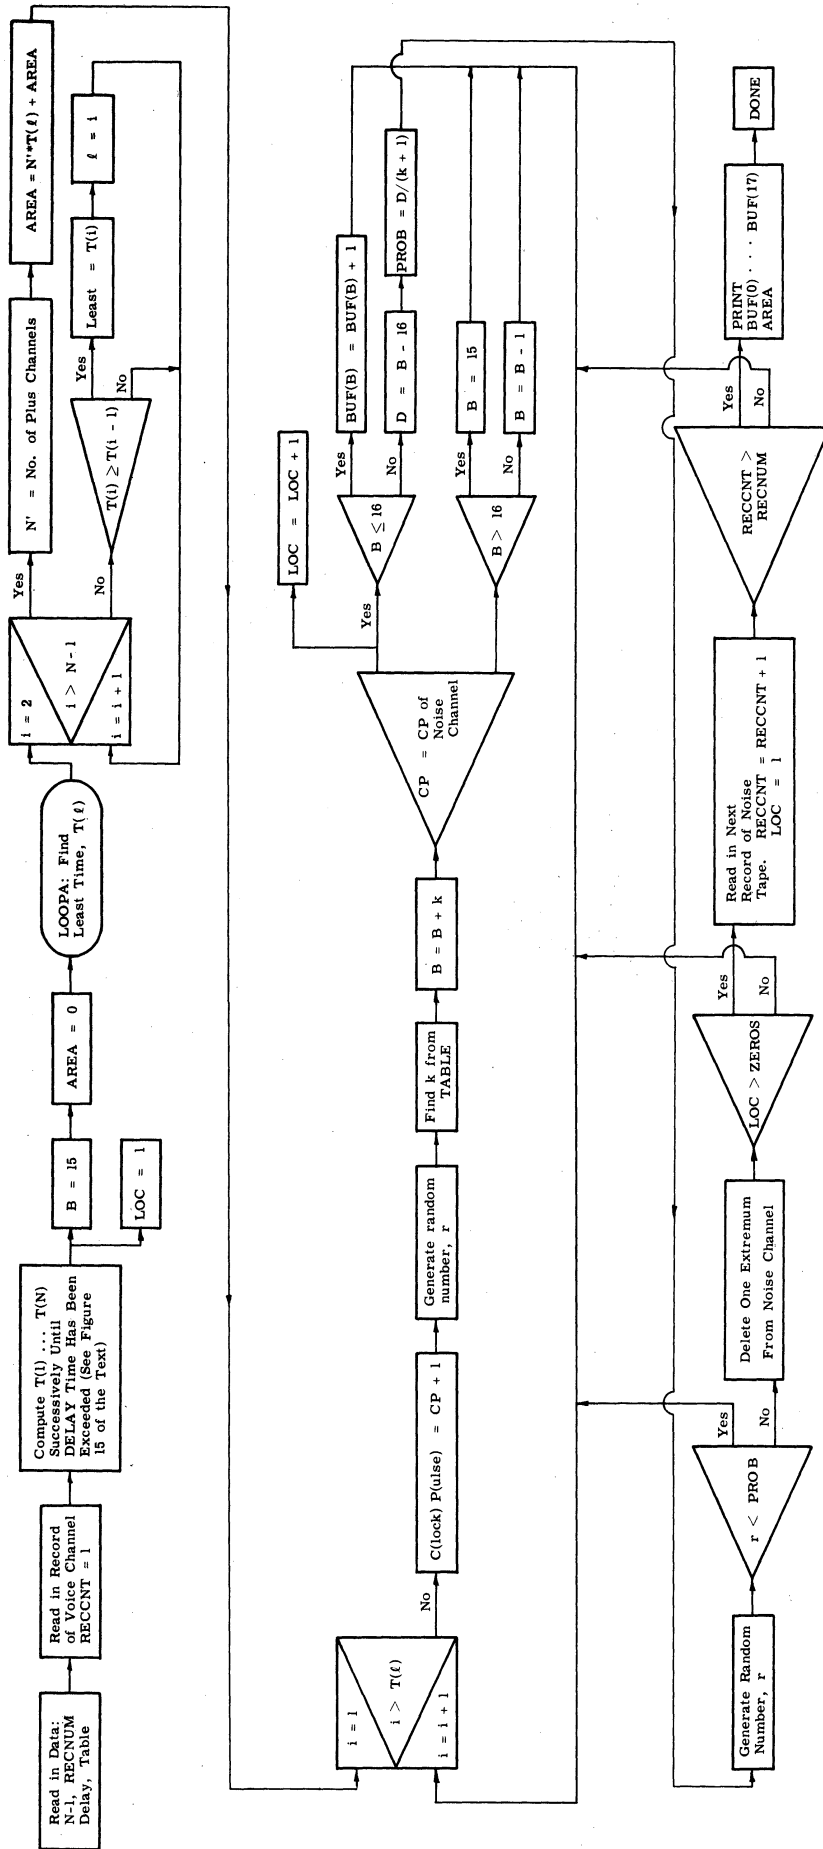 Read in Data:
N-1, RECNUM
Delay, Table
Read in Record
of Voice Channel
RECCNT = 1
Compute T(1) ... T(N)
Successively Until
DELAY Time Has Been
Exceeded (See Figure
15 of the Text)
B = 15
LOC = 1
AREA = 0
LOOPA: Find
Least Time, T(ℓ)
i = 2
i > N-1
i = i + 1
Yes
No
N' = No. of Plus Channels
AREA = N'*T(ℓ) + AREA
T(i) ≥ T(i - 1)
Yes
No
Least = T(i)
ℓ = i
i = 1
i > T(ℓ)
i = i + 1
No
C(lock) P(ulse) = CP + 1
Generate random
number, r
Find k from
TABLE
B = B + k
CP = CP of
Noise
Channel
Yes
LOC = LOC + 1
B ≤ 16
Yes
No
BUF(B) = BUF(B) + 1
D = B - 16
PROB = D/(k + 1)
B > 16
Yes
No
B = 15
B = B - 1
Generate Random
Number, r
r < PROB
Yes
No
Delete One Extremum
From Noise Channel
LOC > ZEROS
Yes
No
Read in Next
Record of Noise
Tape. RECCNT = RECCNT + 1
LOC = 1
RECCNT >
RECNUM
Yes
No
PRINT
BUF(0) · · · BUF(17)
AREA
DONE